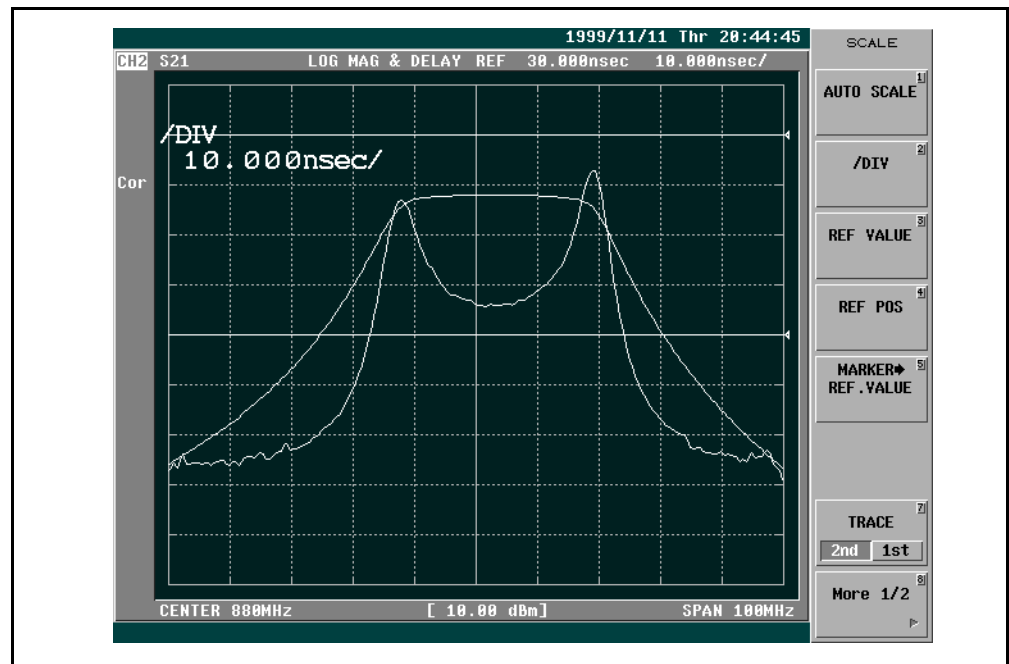 1999/11/11 Thr 20:44:45
CH2 S21 LOG MAG & DELAY REF 30.000nsec 10.000nsec/
/DIV
10.000nsec/
Cor
CENTER 880MHz [ 10.00 dBm] SPAN 100MHz
SCALE
1
AUTO SCALE
2
/DIV
3
REF VALUE
4
REF POS
5
MARKER➧
REF.VALUE
7
TRACE
2nd 1st
8
More 1/2